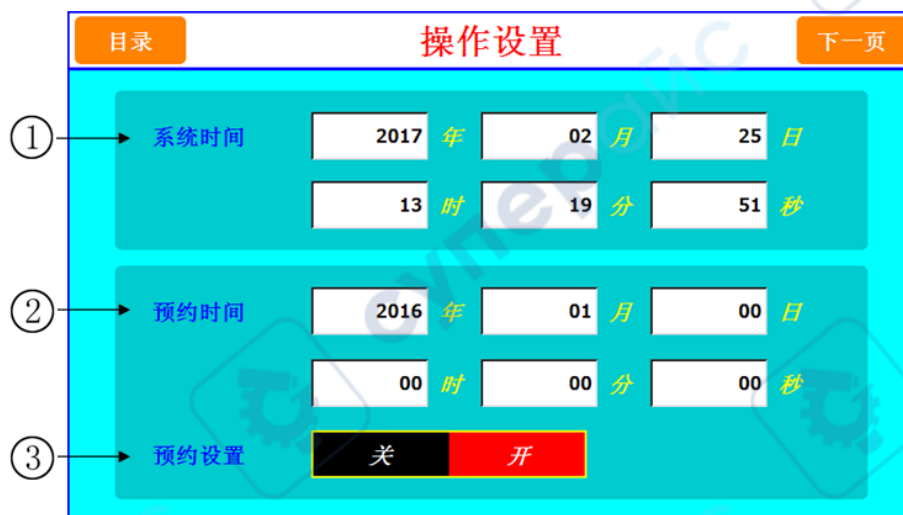 目录 操作设置 下一页
① 系统时间 2017 年 02 月 25 日
13 时 19 分 51 秒
② 预约时间 2016 年 01 月 00 日
00 时 00 分 00 秒
③ 预约设置 关 开
суперайс